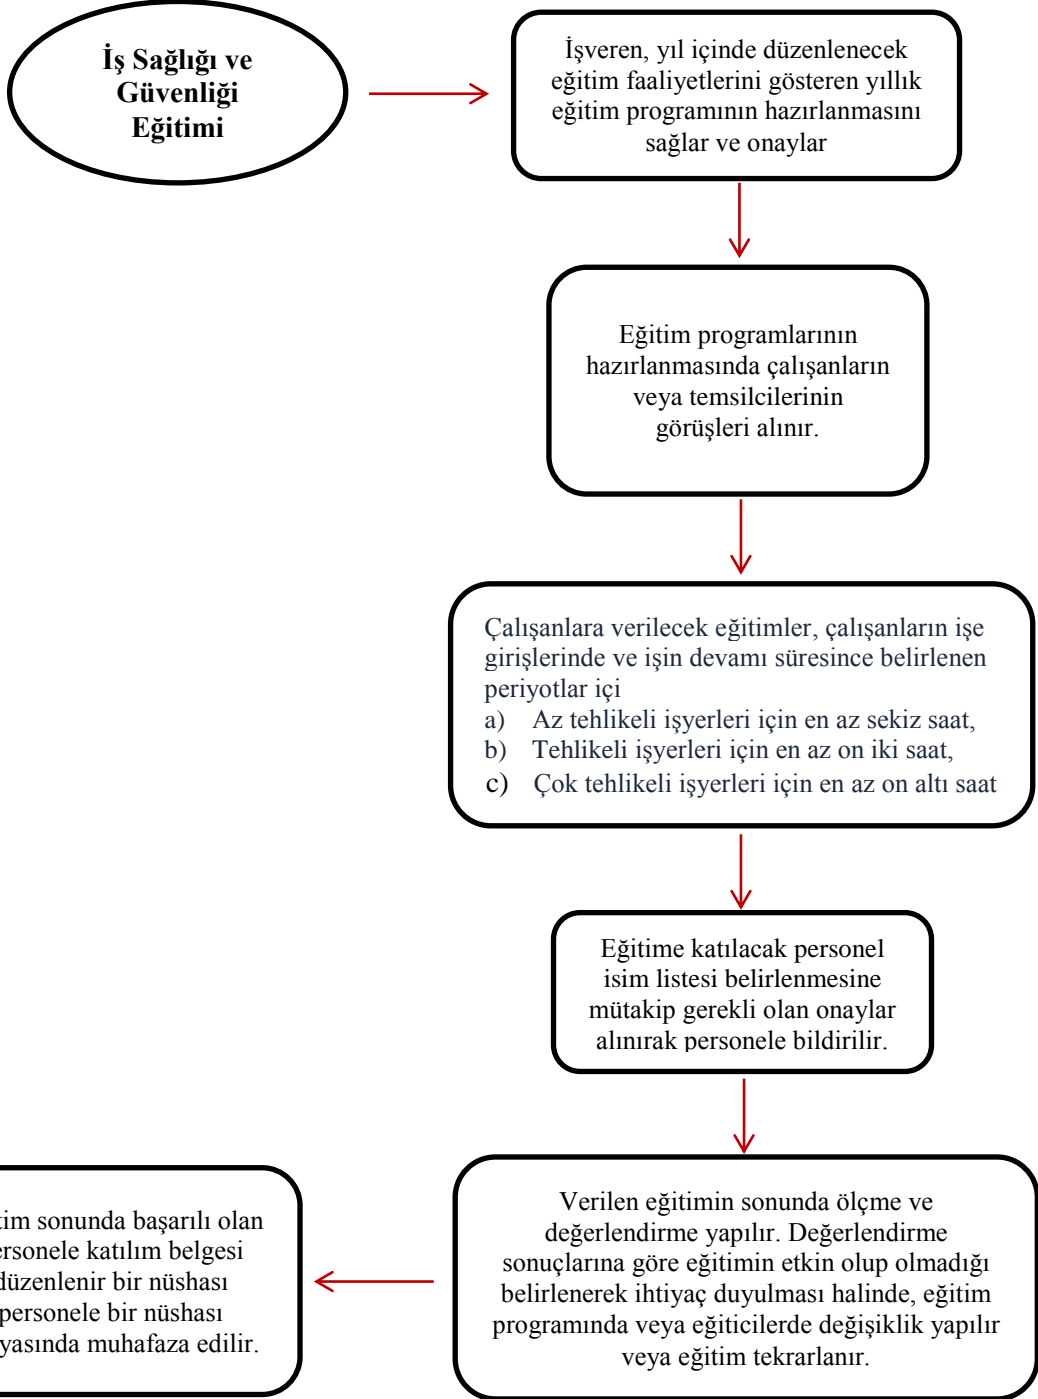 İş Sağlığı ve
Güvenliği
Eğitimi
İşveren, yıl içinde düzenlenecek
eğitim faaliyetlerini gösteren yıllık
eğitim programının hazırlanmasını
sağlar ve onaylar
Eğitim programlarının
hazırlanmasında çalışanların
veya temsilcilerinin
görüşleri alınır.
Çalışanlara verilecek eğitimler, çalışanların işe
girişlerinde ve işin devamı süresince belirlenen
periyotlar içi
a) Az tehlikeli işyerleri için en az sekiz saat,
b) Tehlikeli işyerleri için en az on iki saat,
c) Çok tehlikeli işyerleri için en az on altı saat
Eğitime katılacak personel
isim listesi belirlenmesine
mütakip gerekli olan onaylar
alınırak personele bildirilir.
Verilen eğitimin sonunda ölçme ve
değerlendirme yapılır. Değerlendirme
sonuçlarına göre eğitimin etkin olup olmadığı
belirlenerek ihtiyaç duyulması halinde, eğitim
programında veya eğiticilerde değişiklik yapılır
veya eğitim tekrarlanır.
sonunda başarılı olan
katılım belgesi
düzenlenir bir nüshası
personele bir nüshası
muhafaza edilir.